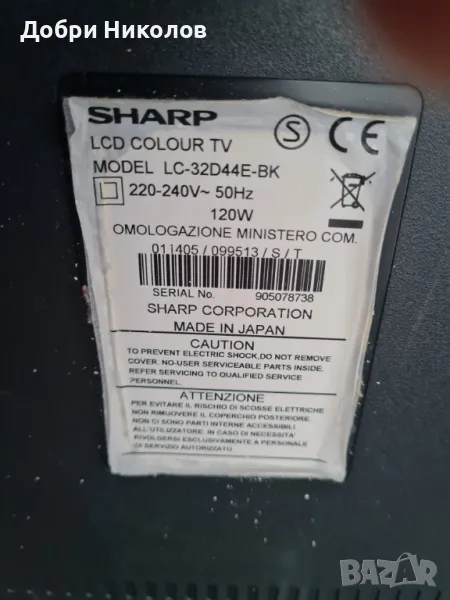 Добри Николов
SHARP
S CE
LCD COLOUR TV
MODEL LC-32D44E-BK
220-240V~ 50Hz
120W
OMOLOGAZIONE MINISTERO COM.
011405 / 099513 / S / T
SERIAL No. 905078738
SHARP CORPORATION
MADE IN JAPAN
CAUTION
TO PREVENT ELECTRIC SHOCK,DO NOT REMOVE
COVER. NO-USER SERVICEABLE PARTS INSIDE.
REFER SERVICING TO QUALIFIED SERVICE
PERSONNEL.
ATTENZIONE
PER EVITARE IL RISCHIO DI SCOSSE ELETTRICHE
NON RIMUOVERE IL COPERCHIO POSTERIORE.
NON CI SONO PARTI INTERNE ACCESSIBILI
ALL'UTILIZZATORE: IN CASO DI NECESSITA'
RIVOLGERSI ESCLUSIVAMENTE A PERSONALE
DI SERVIZIO AUTORIZZATO.
bazar
.bg